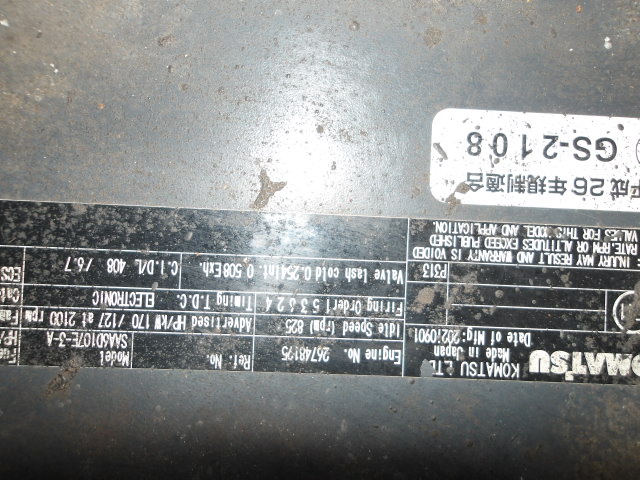 OMATSU
KOMATSU LTD.
Made in Japan
Date of Mfg:
Engine No. 26748175
Ref. No.
Model
SAA6D107E-3-A
Idle Speed rpm 825
Advertised HP/kW 170 /127 at 2100 rpm
Firing Order 1 5 3 6 2 4
Timing T.D.C. ELECTRONIC
Valve lash cold 0.254 Int. 0.508 Exh.
C.I.D/L 408 /6.7
ECS
INJURY MAY RESULT AND WARRANTY IS VOIDED
RATE, RPM OR ALTITUDES EXCEED PUBLISHED
VALUES FOR THIS MODEL AND APPLICATION.
平成26年規制適合
GS-2108